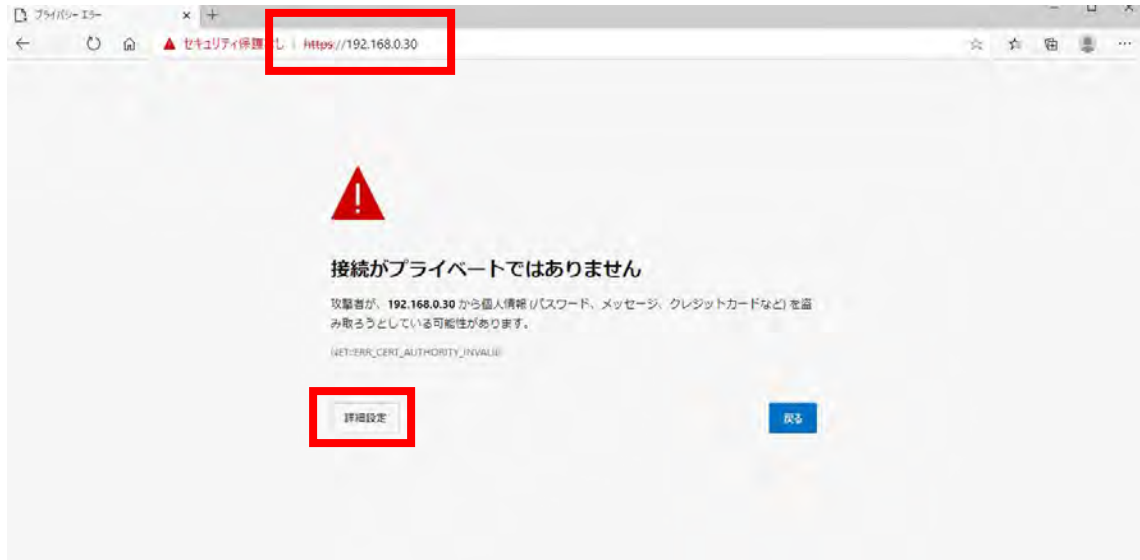 プライバシー エラー
セキュリティ保護なし https://192.168.0.30
接続がプライベートではありません
攻撃者が、192.168.0.30 から個人情報 (パスワード、メッセージ、クレジットカードなど) を盗
み取ろうとしている可能性があります。
NET::ERR_CERT_AUTHORITY_INVALID
詳細設定
戻る